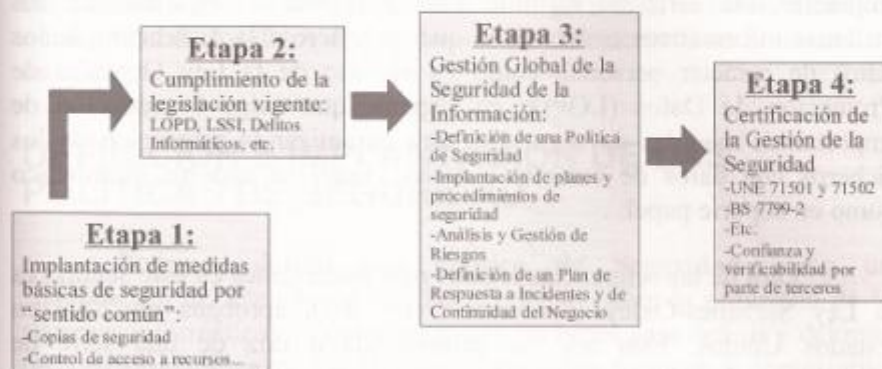 Etapa 1:
Implantación de medidas
básicas de seguridad por
"sentido común":
-Copias de seguridad
-Control de acceso a recursos...
Etapa 2:
Cumplimiento de la
legislación vigente:
LOPD, LSSI, Delitos
Informáticos, etc.
Etapa 3:
Gestión Global de la
Seguridad de la
Información:
-Definición de una Política
de Seguridad
-Implantación de planes y
procedimientos de
seguridad
-Análisis y Gestión de
Riesgos
-Definición de un Plan de
Respuesta a Incidentes y de
Continuidad del Negocio
Etapa 4:
Certificación de
la Gestión de la
Seguridad
-UNE 71501 y 71502
-BS 7799-2
-Etc.
-Confianza y
verificabilidad por
parte de terceros